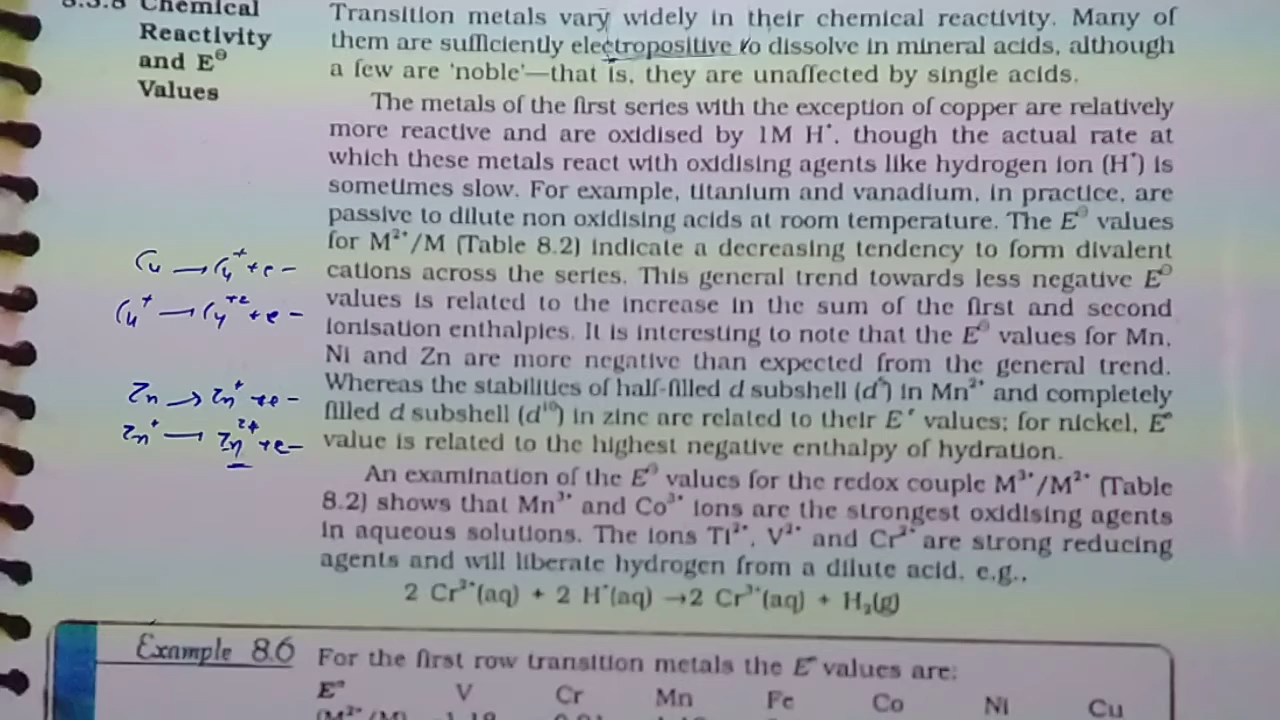 8.3.8 Chemical
Reactivity
and E⊖
Values
Transition metals vary widely in their chemical reactivity. Many of
them are sufficiently electropositive to dissolve in mineral acids, although
a few are 'noble'—that is, they are unaffected by single acids.
The metals of the first series with the exception of copper are relatively
more reactive and are oxidised by 1M H⁺, though the actual rate at
which these metals react with oxidising agents like hydrogen ion (H⁺) is
sometimes slow. For example, titanium and vanadium, in practice, are
passive to dilute non oxidising acids at room temperature. The E⊖ values
for M²⁺/M (Table 8.2) indicate a decreasing tendency to form divalent
cations across the series. This general trend towards less negative E⊖
values is related to the increase in the sum of the first and second
ionisation enthalpies. It is interesting to note that the E⊖ values for Mn,
Ni and Zn are more negative than expected from the general trend.
Whereas the stabilities of half-filled d subshell (d⁵) in Mn²⁺ and completely
filled d subshell (d¹⁰) in zinc are related to their E⊖ values; for nickel, E⊖
value is related to the highest negative enthalpy of hydration.
An examination of the E⊖ values for the redox couple M³⁺/M²⁺ (Table
8.2) shows that Mn³⁺ and Co³⁺ ions are the strongest oxidising agents
in aqueous solutions. The ions Ti²⁺, V²⁺ and Cr²⁺ are strong reducing
agents and will liberate hydrogen from a dilute acid, e.g.,
2 Cr²⁺(aq) + 2 H⁺(aq) →2 Cr³⁺(aq) + H₂(g)
Cu → Cu⁺ + e-
Cu⁺ → Cu⁺² + e-
Zn → Zn⁺ + e-
Zn⁺ → Zn²⁺ + e-
Example 8.6
For the first row transition metals the E⊖ values are:
E⊖ V Cr Mn Fe Co Ni Cu
(M²⁺/M)